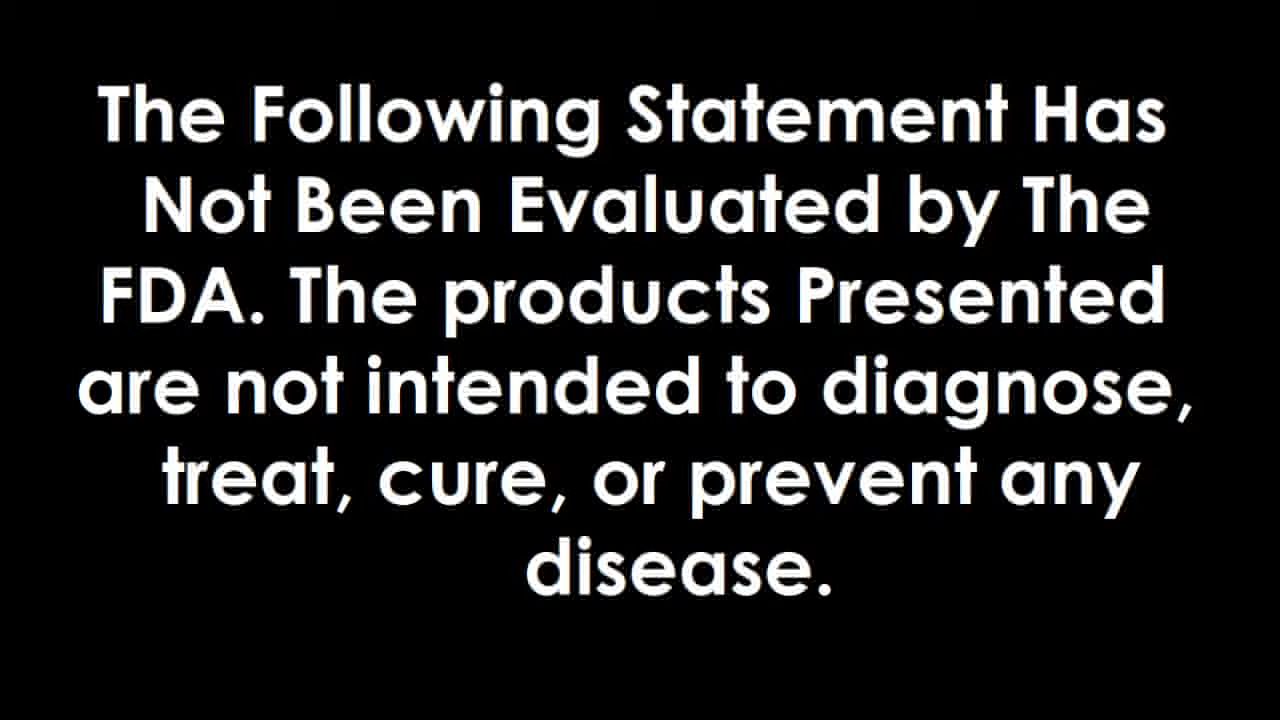 The Following Statement Has
Not Been Evaluated by The
FDA. The products Presented
are not intended to diagnose,
treat, cure, or prevent any
disease.